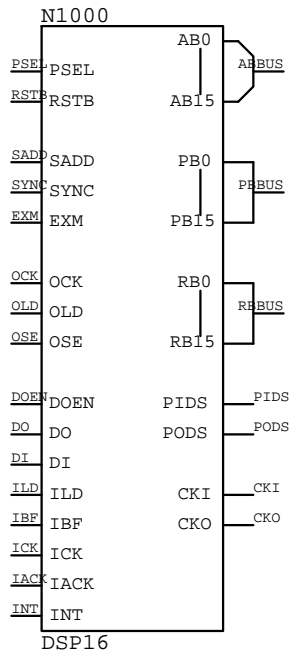 N1000
AB0
PSEL PSEL ABBUS
RSTB RSTB AB15
SADD SADD PB0
SYNC SYNC PBBUS
EXM EXM PB15
OCK OCK RB0
OLD OLD RBBUS
OSE OSE RB15
DOEN DOEN PIDS PIDS
DO DO PODS PODS
DI DI
ILD ILD CKI CKI
IBF IBF CKO CKO
ICK ICK
IACK IACK
INT INT
DSP16